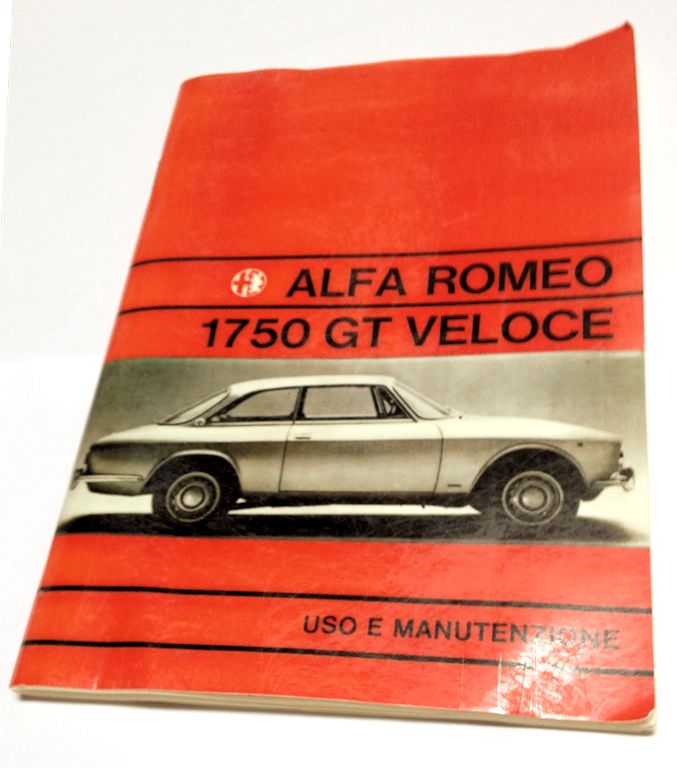 ALFA ROMEO
1750 GT VELOCE
USO E MANUTENZIONE